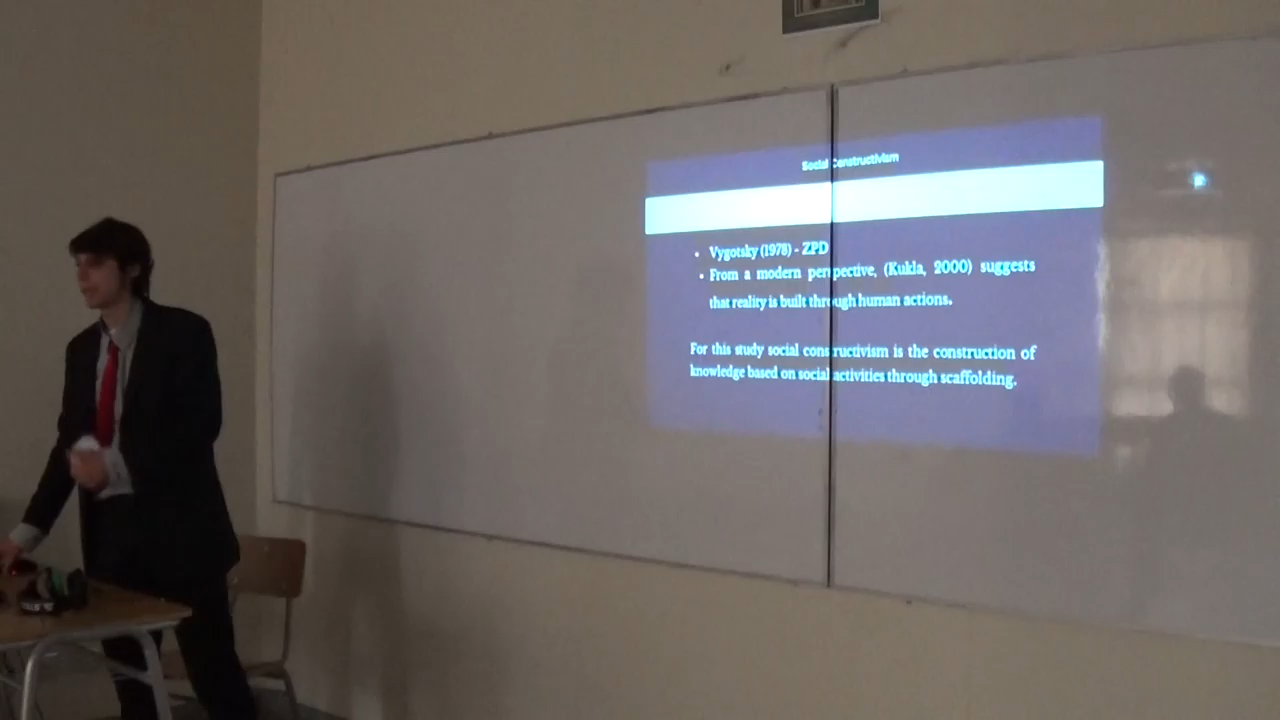 Social Constructivism
• Vygotsky (1978) - ZPD
• From a modern perspective, (Kukla, 2000) suggests
that reality is built through human actions.
For this study social constructivism is the construction of
knowledge based on social activities through scaffolding.